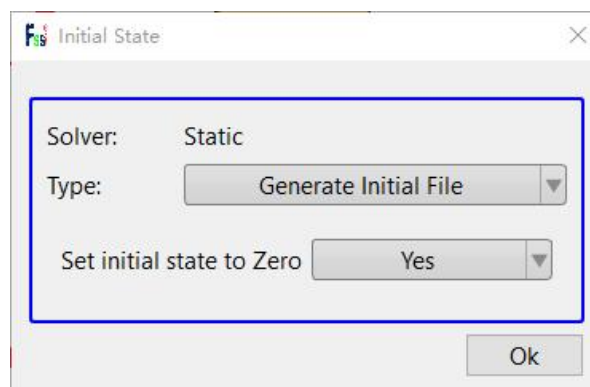 Initial State
Solver: Static
Type: Generate Initial File
Set initial state to Zero Yes
Ok